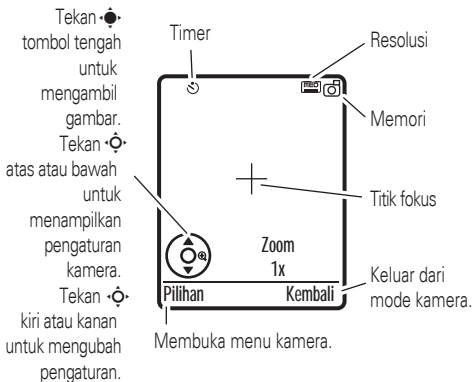 Tekan
tombol tengah
untuk
mengambil
gambar.
Tekan
atas atau bawah
untuk
menampilkan
pengaturan
kamera.
Tekan
kiri atau kanan
untuk mengubah
pengaturan.
Timer
Resolusi
MED
Memori
Titik fokus
Zoom
1x
Pilihan
Kembali
Keluar dari
mode kamera.
Membuka menu kamera.